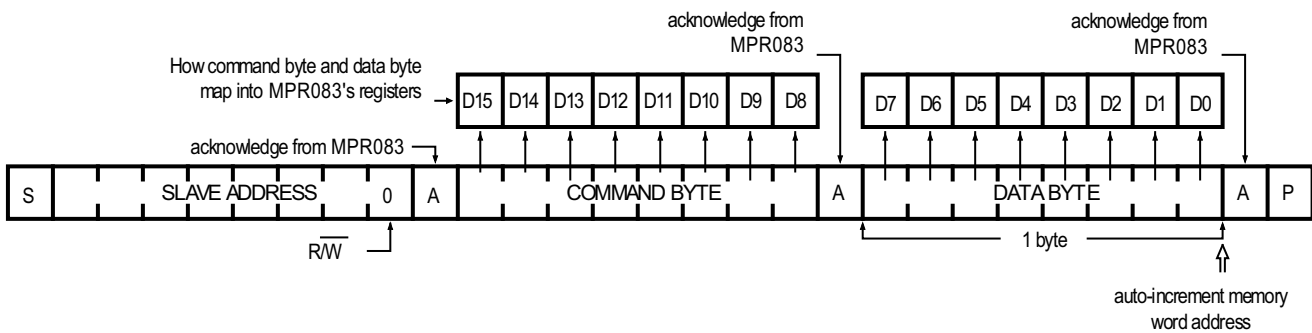 acknowledge from
MPR083
acknowledge from
MPR083
How command byte and data byte
map into MPR083's registers
D15 D14 D13 D12 D11 D10 D9 D8 D7 D6 D5 D4 D3 D2 D1 D0
acknowledge from MPR083
S SLAVE ADDRESS 0 A COMMAND BYTE A DATA BYTE A P
R/W
1 byte
auto-increment memory
word address